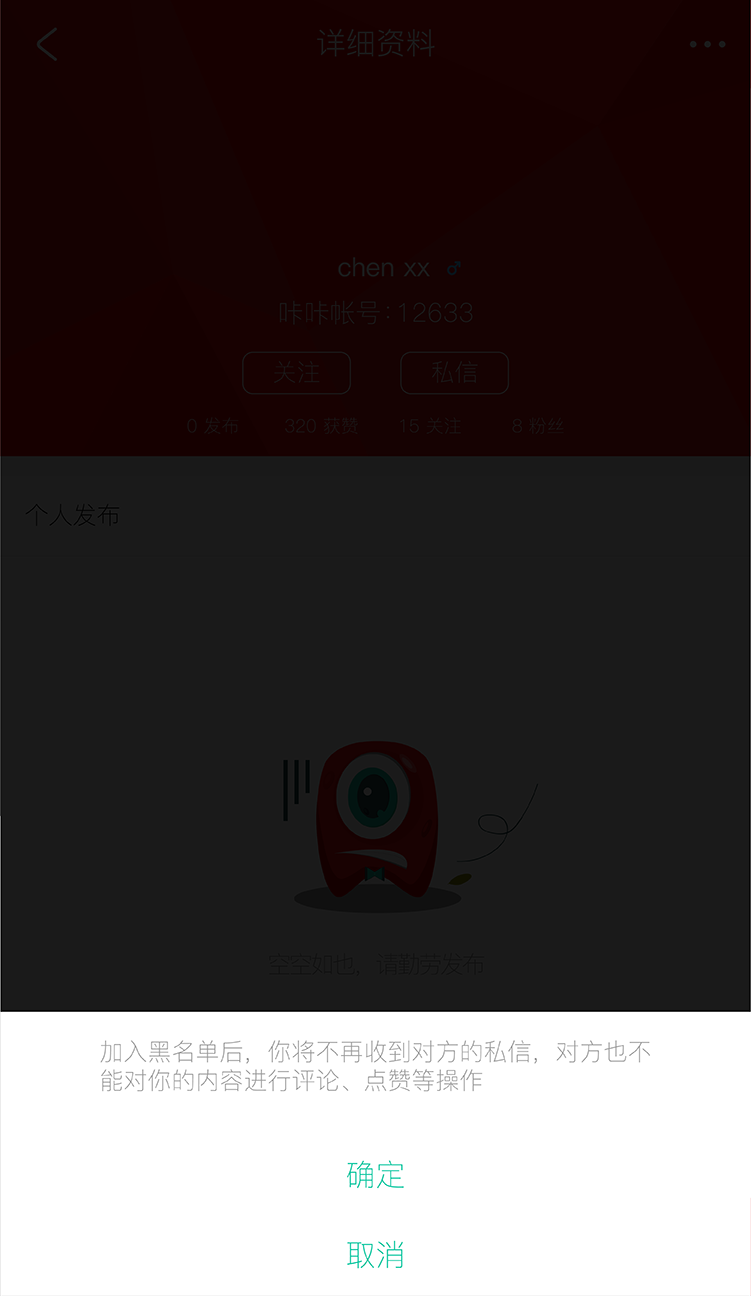 详细资料
chen xx
咔咔帐号:12633
关注 私信
0 发布 320 获赞 15 关注 8 粉丝
个人发布
空空如也，请勤劳发布
加入黑名单后，你将不再收到对方的私信，对方也不
能对你的内容进行评论、点赞等操作
确定
取消